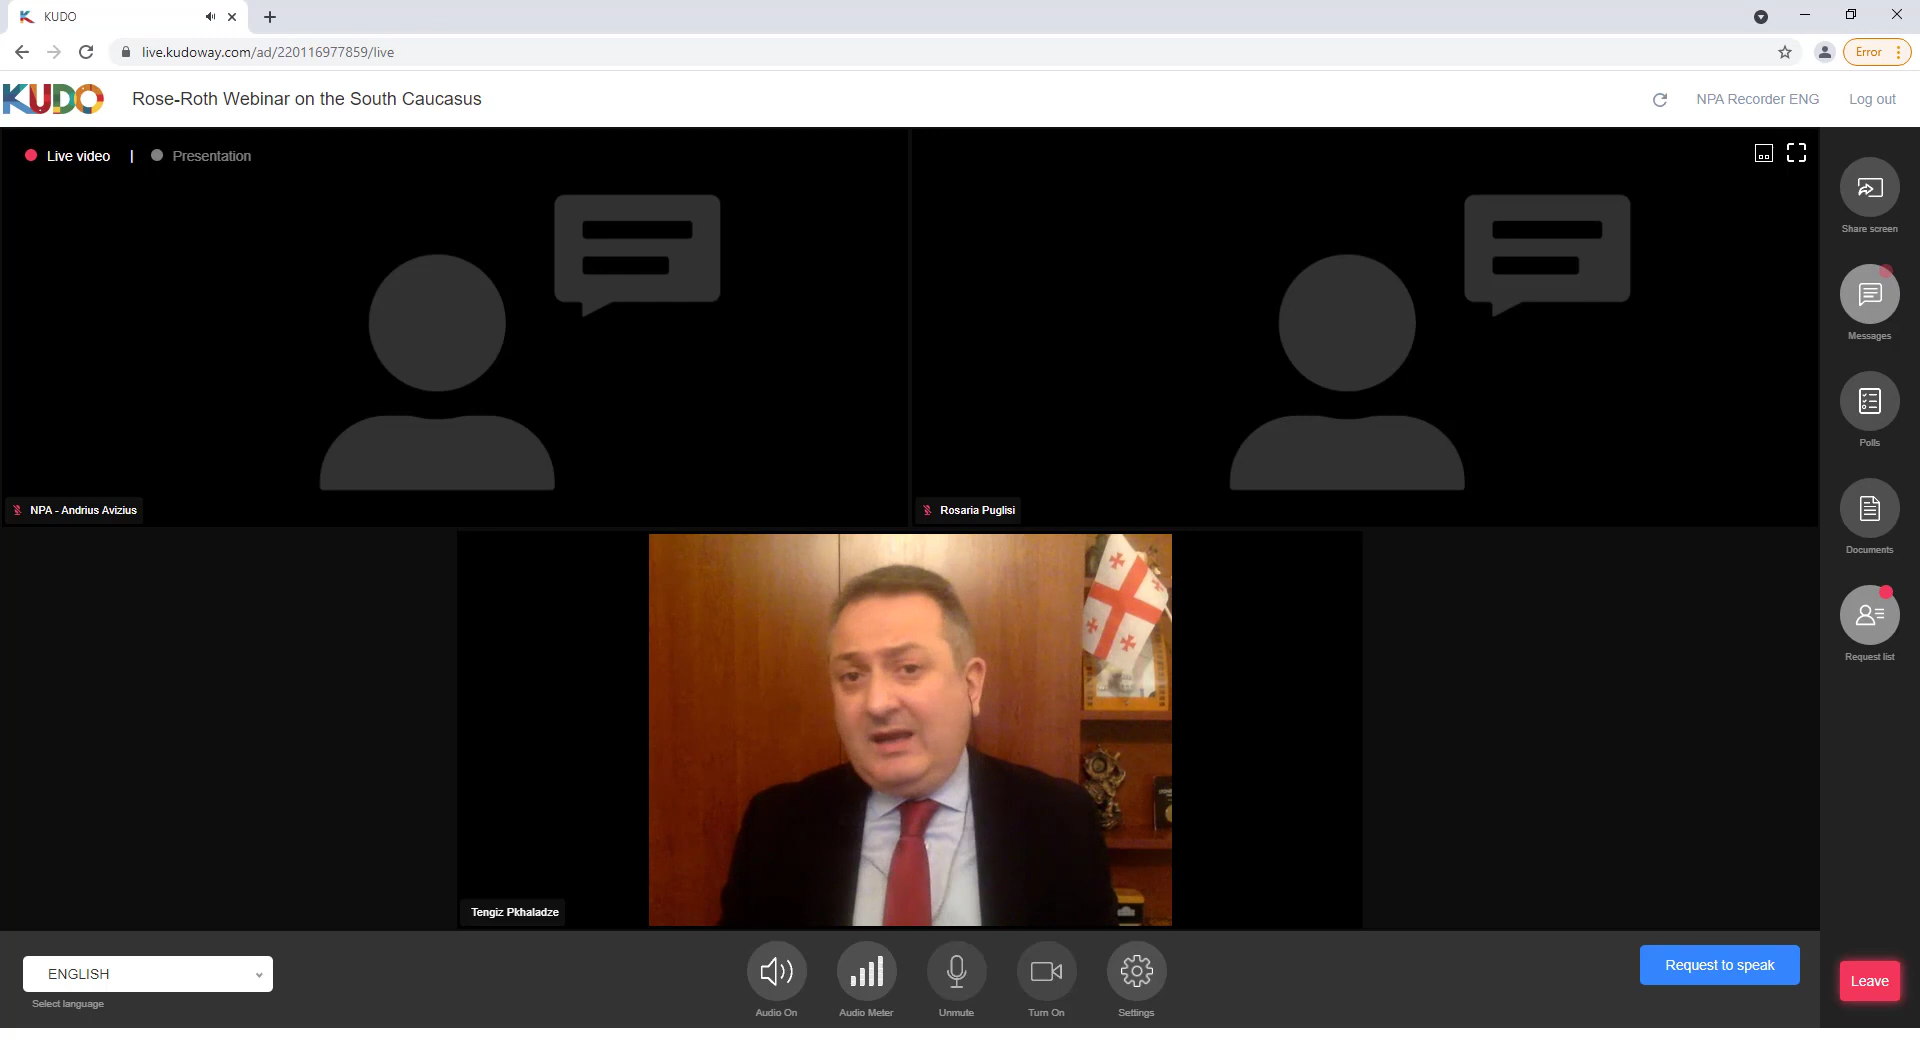 KUDO
live.kudoway.com/ad/220116977859/live
Error
KUDO
Rose-Roth Webinar on the South Caucasus
NPA Recorder ENG
Log out
Live video | Presentation
Share screen
Messages
Polls
Documents
Request list
NPA - Andrius Avizius
Rosaria Puglisi
Tengiz Pkhaladze
ENGLISH
Select language
Audio On
Audio Meter
Unmute
Turn On
Settings
Request to speak
Leave